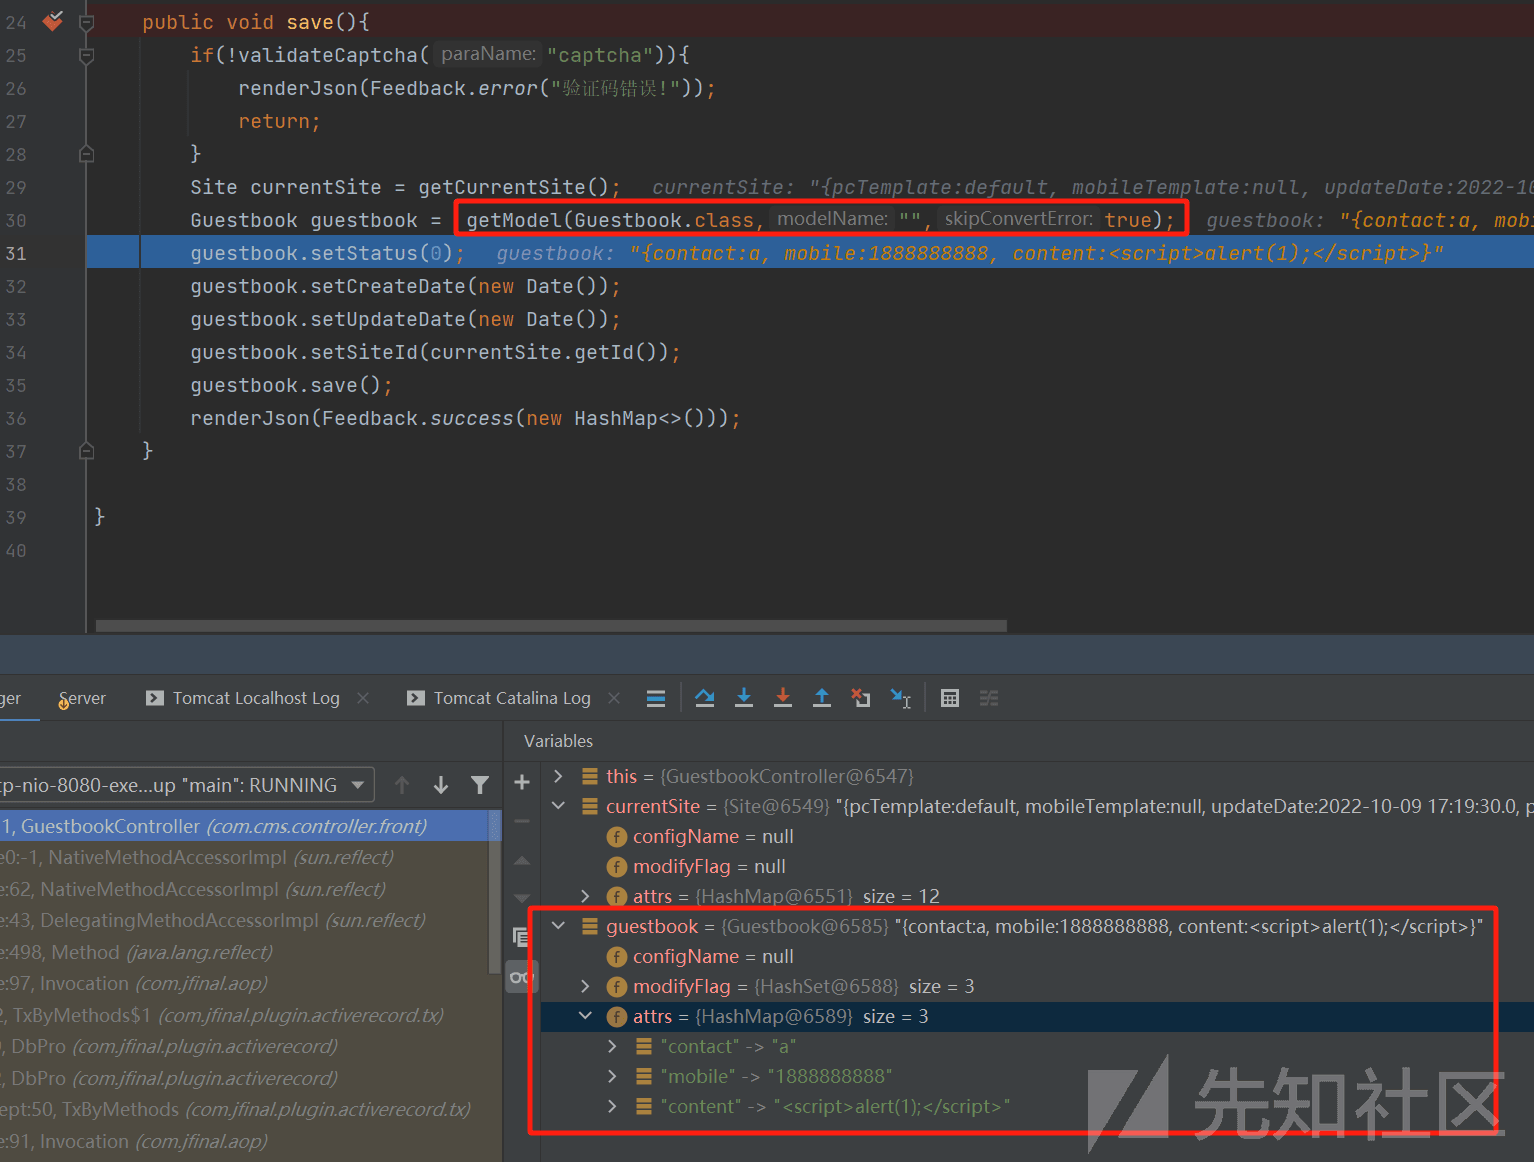 24 public void save(){
25 if(!validateCaptcha( paraName: "captcha")){
26 renderJson(Feedback.error("验证码错误!"));
27 return;
28 }
29 Site currentSite = getCurrentSite(); currentSite: "{pcTemplate:default, mobileTemplate:null, updateDate:2022-10
30 Guestbook guestbook = getModel(Guestbook.class, modelName: "", skipConvertError: true); guestbook: "{contact:a, mobi
31 guestbook.setStatus(0); guestbook: "{contact:a, mobile:1888888888, content:<script>alert(1);</script>}"
32 guestbook.setCreateDate(new Date());
33 guestbook.setUpdateDate(new Date());
34 guestbook.setSiteId(currentSite.getId());
35 guestbook.save();
36 renderJson(Feedback.success(new HashMap<>()));
37 }
38
39 }
40
ger Server Tomcat Localhost Log Tomcat Catalina Log
Variables
cp-nio-8080-exe...up "main": RUNNING
1, GuestbookController (com.cms.controller.front)
e0:-1, NativeMethodAccessorImpl (sun.reflect)
e:62, NativeMethodAccessorImpl (sun.reflect)
e:43, DelegatingMethodAccessorImpl (sun.reflect)
e:498, Method (java.lang.reflect)
e:97, Invocation (com.jfinal.aop)
2, TxByMethods$1 (com.jfinal.plugin.activerecord.tx)
, DbPro (com.jfinal.plugin.activerecord)
, DbPro (com.jfinal.plugin.activerecord)
ept:50, TxByMethods (com.jfinal.plugin.activerecord.tx)
e:91, Invocation (com.jfinal.aop)
this = {GuestbookController@6547}
currentSite = {Site@6549} "{pcTemplate:default, mobileTemplate:null, updateDate:2022-10-09 17:19:30.0, p
configName = null
modifyFlag = null
attrs = {HashMap@6551} size = 12
guestbook = {Guestbook@6585} "{contact:a, mobile:1888888888, content:<script>alert(1);</script>}"
configName = null
modifyFlag = {HashSet@6588} size = 3
attrs = {HashMap@6589} size = 3
"contact" -> "a"
"mobile" -> "1888888888"
"content" -> "<script>alert(1);</script>"
先知社区